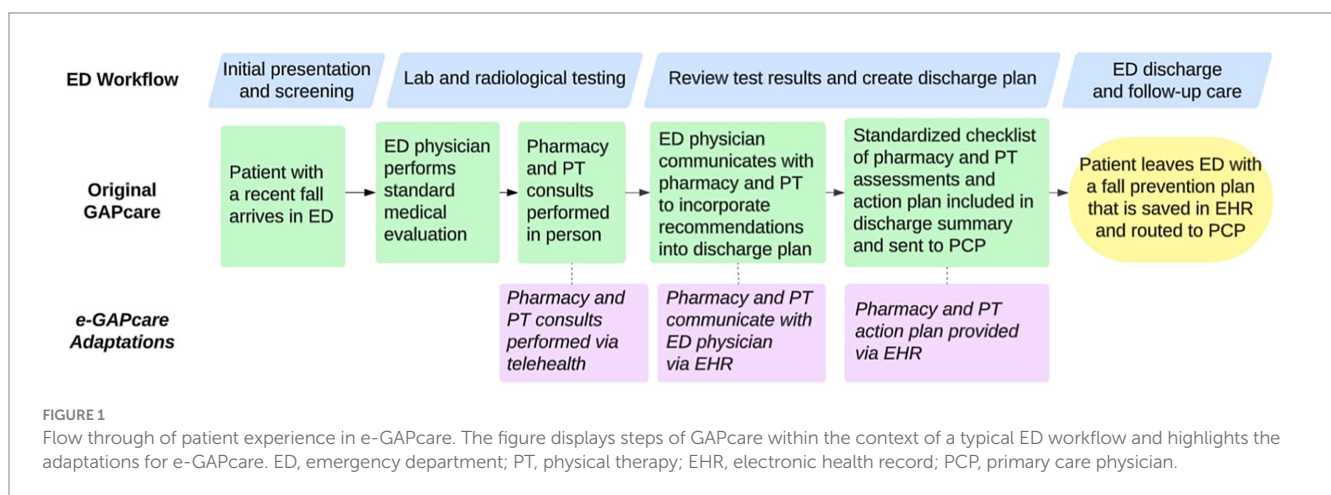 ED Workflow
Initial presentation
and screening
Lab and radiological testing
Review test results and create discharge plan
ED discharge
and follow-up care
Original
GAPcare
Patient with
a recent fall
arrives in ED
ED physician
performs
standard
medical
evaluation
Pharmacy
and PT
consults
performed
in person
ED physician
communicates with
pharmacy and PT
to incorporate
recommendations
into discharge plan
Standardized checklist
of pharmacy and PT
assessments and
action plan included in
discharge summary
and sent to PCP
Patient leaves ED with
a fall prevention plan
that is saved in EHR
and routed to PCP
e-GAPcare
Adaptations
Pharmacy and
PT consults
performed via
telehealth
Pharmacy and PT
communicate with
ED physician
via EHR
Pharmacy and PT
action plan provided
via EHR
FIGURE 1
Flow through of patient experience in e-GAPcare. The figure displays steps of GAPcare within the context of a typical ED workflow and highlights the
adaptations for e-GAPcare. ED, emergency department; PT, physical therapy; EHR, electronic health record; PCP, primary care physician.